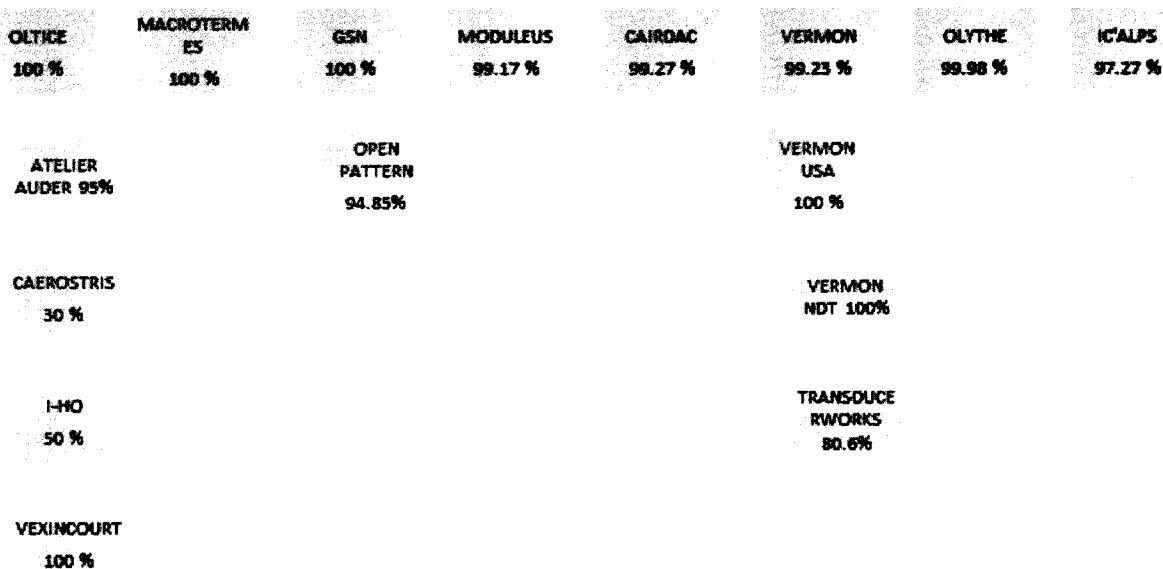 OLTICE
100 %
MACROTERM
ES
100 %
GSN
100 %
MODULEUS
99.17 %
CAIRDAC
99.27 %
VERMON
99.23 %
OLYTHE
99.98 %
IC'ALPS
97.27 %
ATELIER
AUDER 95%
OPEN
PATTERN
94.85%
VERMON
USA
100 %
CAEROSTRIS
30 %
VERMON
NDT 100%
I-HO
50 %
TRANSDUCE
RWORKS
80.6%
VEXINCOURT
100 %